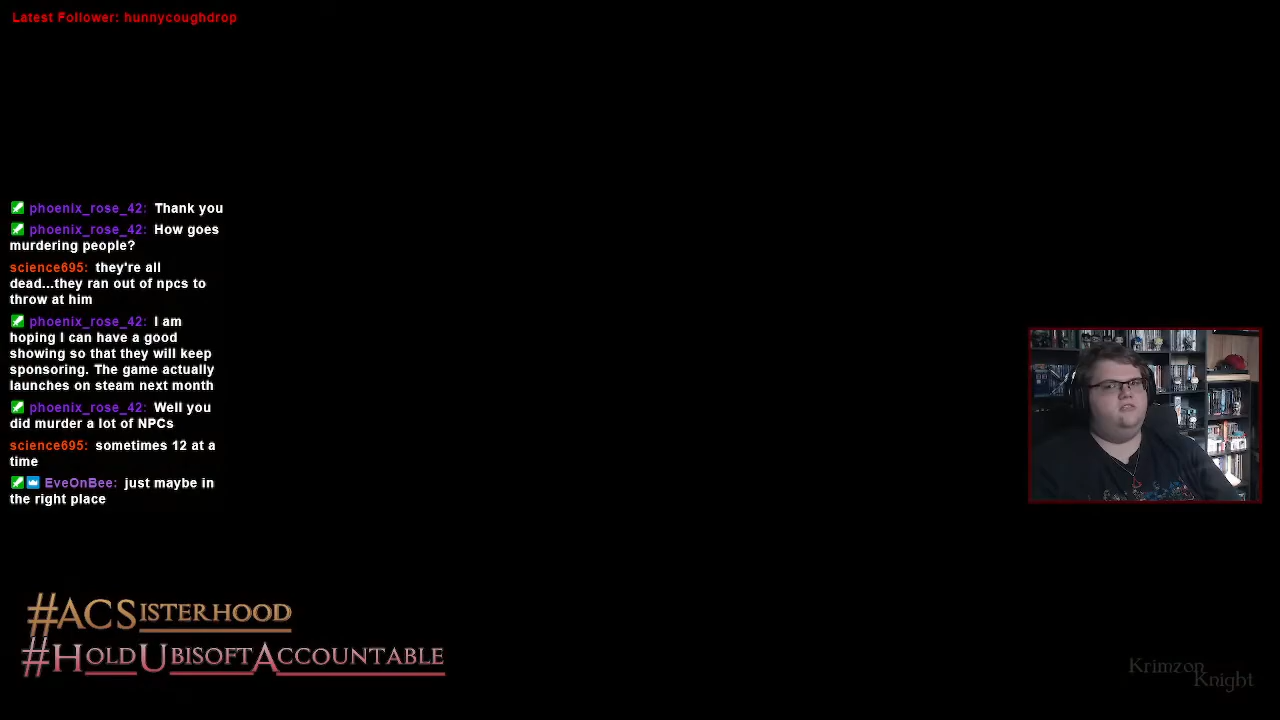 Latest Follower: hunnycoughdrop
phoenix_rose_42: Thank you
phoenix_rose_42: How goes
murdering people?
science695: they're all
dead...they ran out of npcs to
throw at him
phoenix_rose_42: I am
hoping I can have a good
showing so that they will keep
sponsoring. The game actually
launches on steam next month
phoenix_rose_42: Well you
did murder a lot of NPCs
science695: sometimes 12 at a
time
EveOnBee: just maybe in
the right place
#ACSisterhood
#HoldUbisoftAccountable
Krimzon
Knight